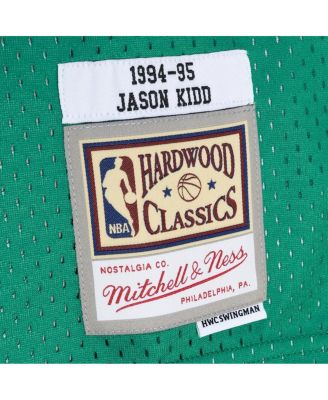 1994-95
JASON KIDD
NBA
HARDWOOD
CLASSICS
NOSTALGIA CO.
Mitchell & Ness
PHILADELPHIA, PA.
HWCSWINGMAN